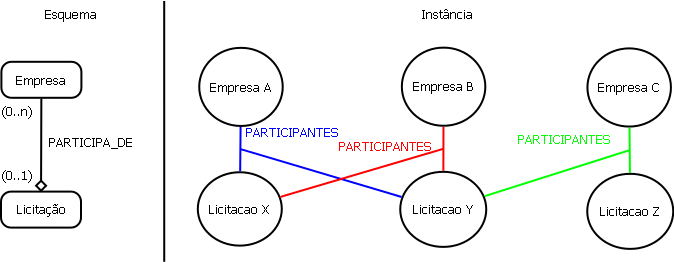 Esquema
Instância
Empresa
(0..n)
PARTICIPA_DE
(0..1)
Licitação
Empresa A
Empresa B
Empresa C
PARTICIPANTES
PARTICIPANTES
PARTICIPANTES
Licitacao X
Licitacao Y
Licitacao Z